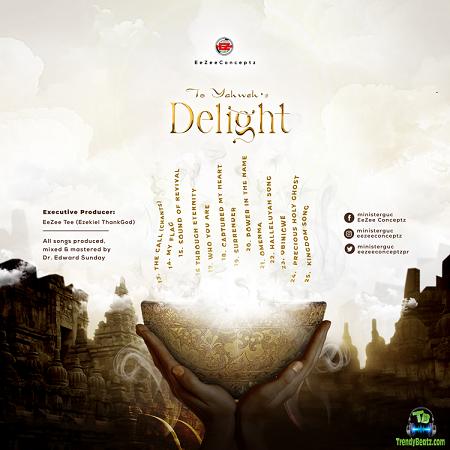 EeZeeConceptz
To Yahweh's
Delight
13. THE CALL (CHANTS)
14. MY FLAG
15. SOUND OF REVIVAL
16. THROUGH ETERNITY
17. WHO YOU ARE
18. CAPTURED MY HEART
19. SURRENDER
20. POWER IN THE NAME
21. OMEMMA
22. HALLELUYAH SONG
23. UBINIGWE
24. PRECIOUS HOLY GHOST
25. KINGDOM SONG
Executive Producer:
EeZee Tee (Ezekiel ThankGod)
All songs produced,
mixed & mastered by
Dr. Edward Sunday
ministerguc
EeZee Conceptz
ministerguc
eezeeconceptz
ministerguc
eezeeconceptzpr
TB
TrendyBeatz.com